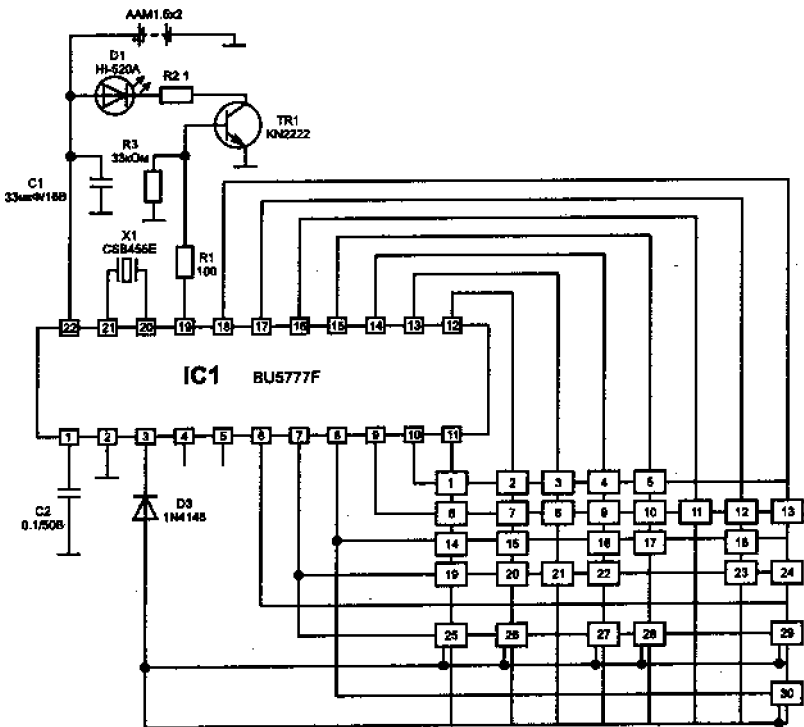 AAM1.5x2
D1
HI-520A
R2 1
TR1
KN2222
R3
33кОм
C1
33мкФ/16В
X1
CSB455E
R1
100
22 21 20 19 18 17 16 15 14 13 12
IC1 BU5777F
1 2 3 4 5 6 7 8 9 10 11
C2
0.1/50В
D3
1N4148
1 2 3 4 5
6 7 8 9 10 11 12 13
14 15 16 17 18
19 20 21 22 23 24
25 26 27 28 29
30